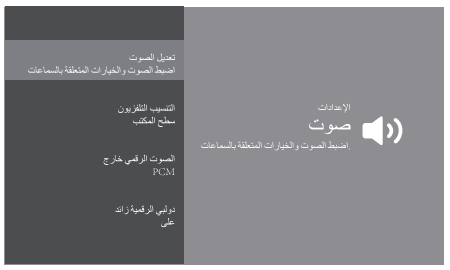 تعديل الصوت
اضبط الصوت والخيارات المتعلقة بالسماعات
التنسيب التلفزيون
سطح المكتب
الصوت الرقمي خارج
PCM
دولبي الرقمية زائد
على
الإعدادات
صوت
اضبط الصوت والخيارات المتعلقة بالسماعات.